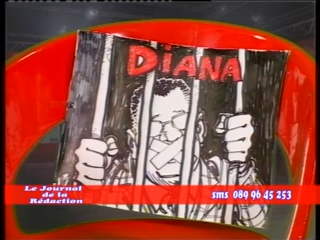 DIANA
Le Journal
de la
Rédaction
sms 089 96 45 253